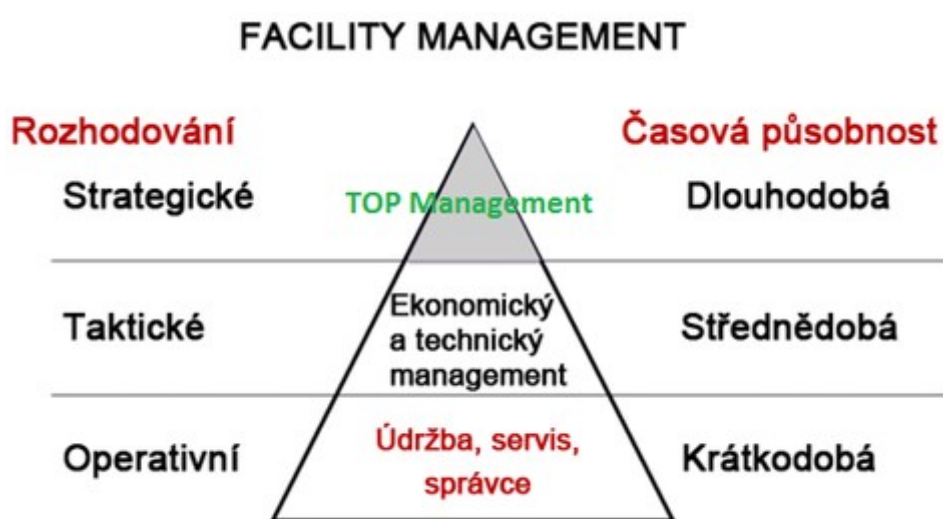 FACILITY MANAGEMENT
Rozhodování
Časová působnost
Strategické
TOP Management
Dlouhodobá
Taktické
Ekonomický
a technický
management
Střednědobá
Operativní
Údržba, servis,
správce
Krátkodobá